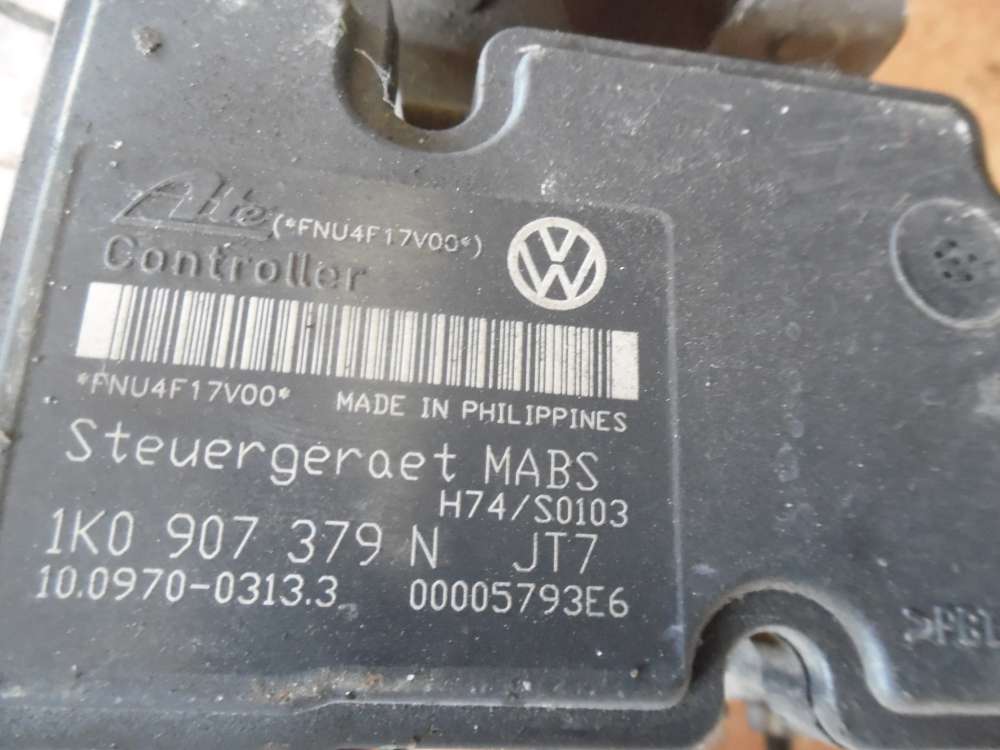 Ate (*FNU4F17V00*)
Controller
*FNU4F17V00* MADE IN PHILIPPINES
Steuergeraet MABS
H74/S0103
1K0 907 379 N JT7
10.0970-0313.3 00005793E6